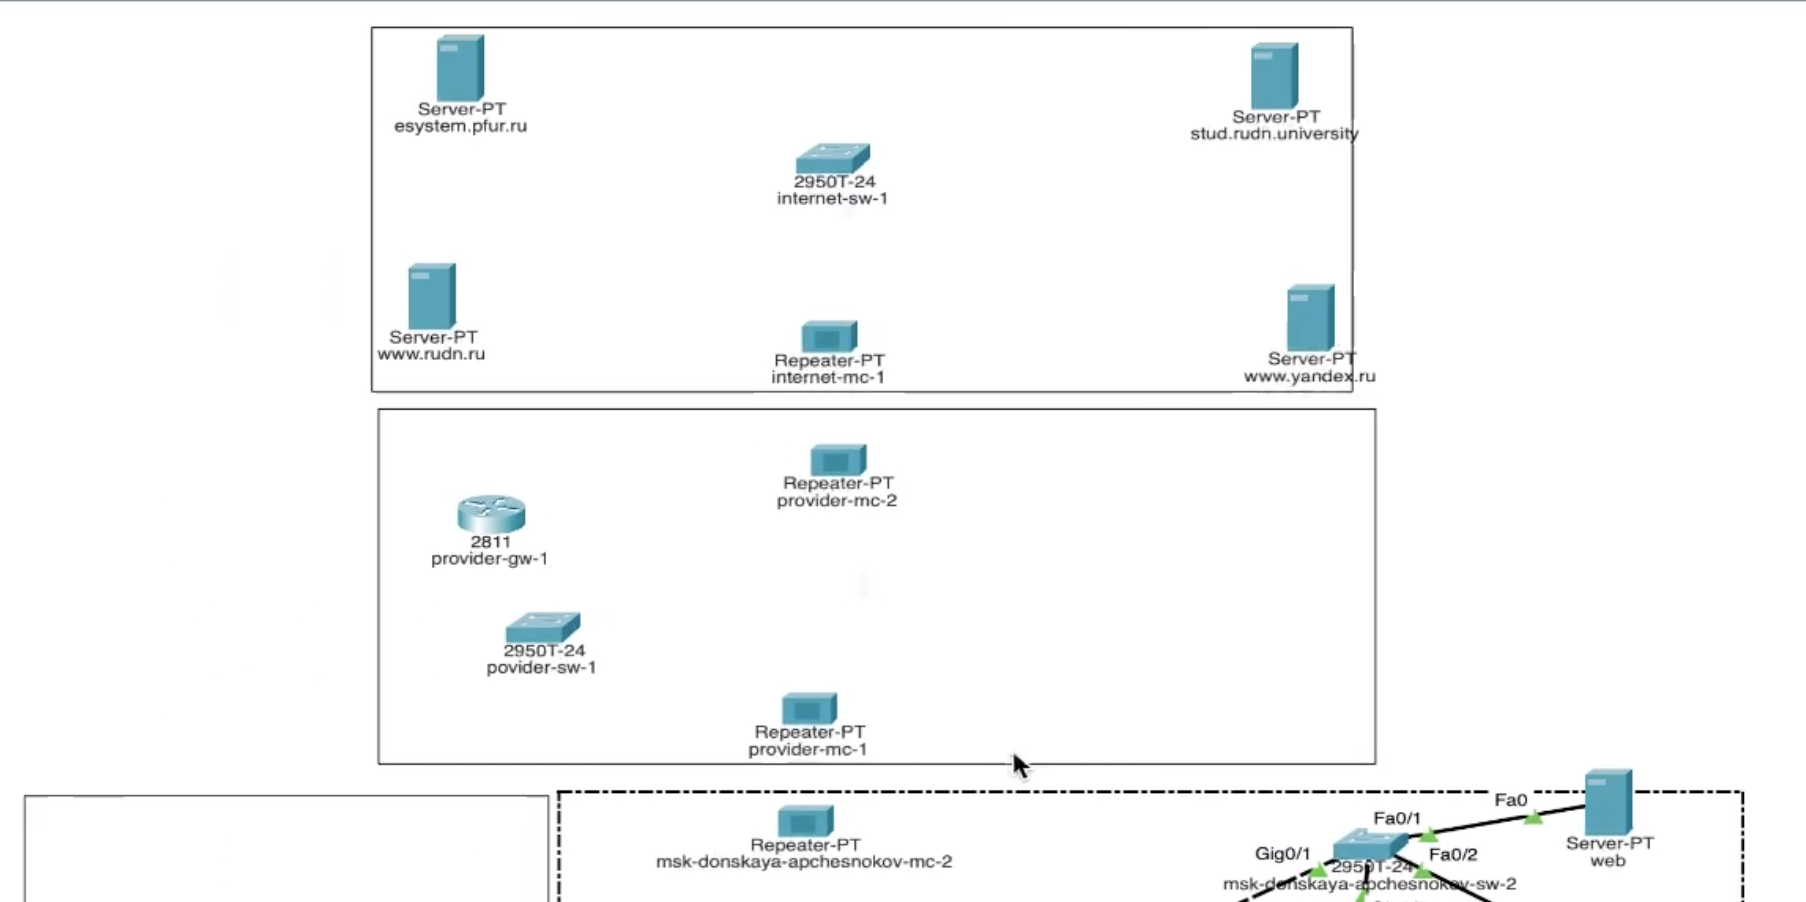 Server-PT
esystem.pfur.ru
Server-PT
stud.rudn.university
2950T-24
internet-sw-1
Server-PT
www.rudn.ru
Repeater-PT
internet-mc-1
Server-PT
www.yandex.ru
Repeater-PT
provider-mc-2
2811
provider-gw-1
2950T-24
povider-sw-1
Repeater-PT
provider-mc-1
Repeater-PT
msk-donskaya-apchesnokov-mc-2
Fa0
Fa0/1
Server-PT
web
Gig0/1
Fa0/2
2950T-24
msk-donskaya-apchesnokov-sw-2